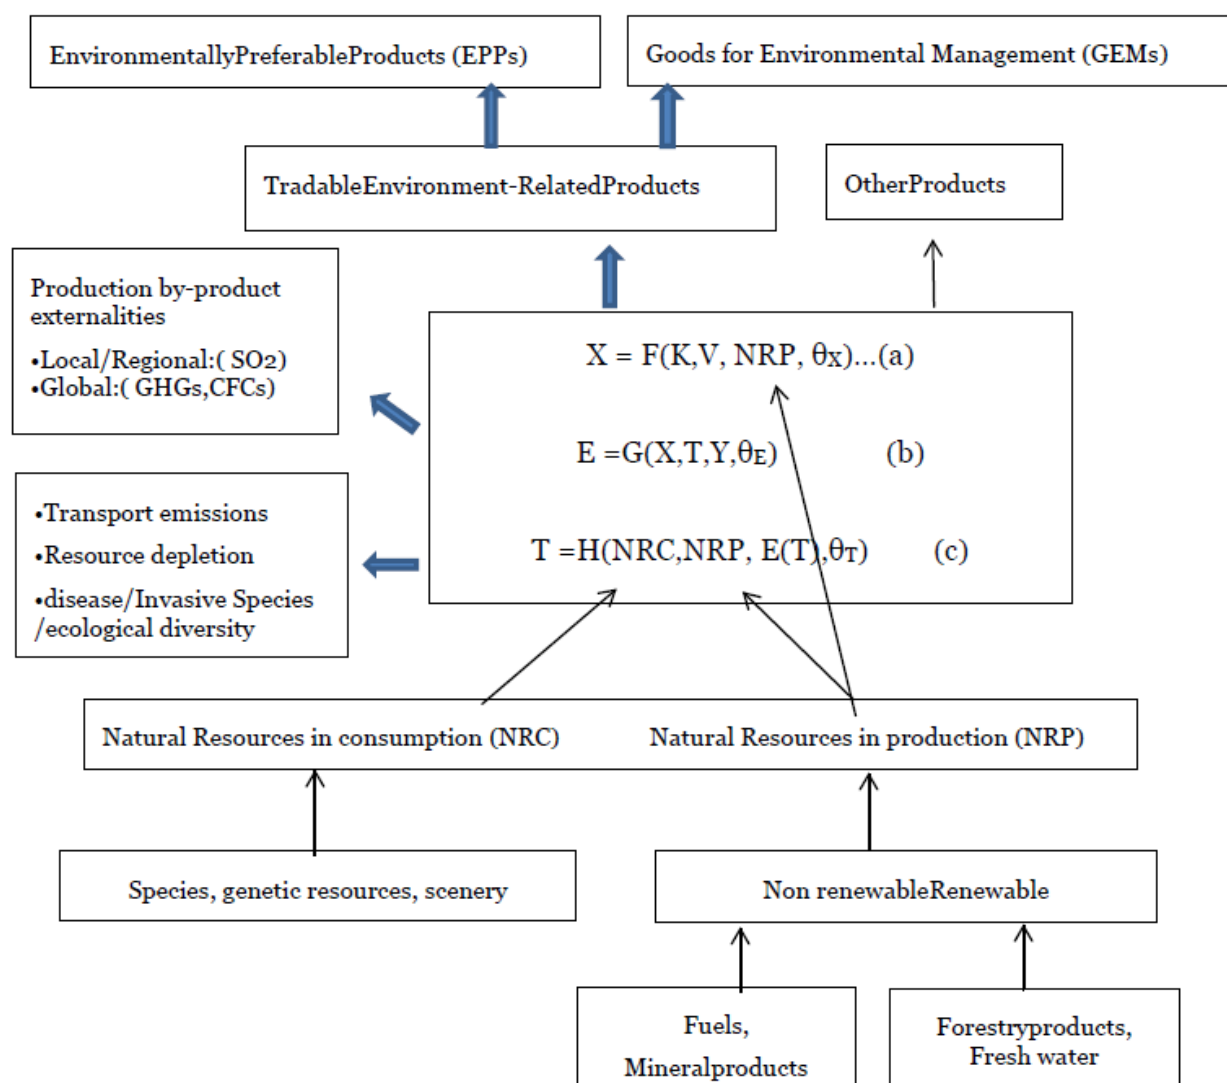 EnvironmentallyPreferableProducts (EPPs)
Goods for Environmental Management (GEMs)
TradableEnvironment-RelatedProducts
OtherProducts
Production by-product
externalities
•Local/Regional:( SO2)
•Global:( GHGs,CFCs)
X = F(K,V, NRP, θX)...(a)
E =G(X,T,Y,θE) (b)
T =H(NRC,NRP, E(T),θT) (c)
•Transport emissions
•Resource depletion
•disease/Invasive Species
/ecological diversity
Natural Resources in consumption (NRC)
Natural Resources in production (NRP)
Species, genetic resources, scenery
Non renewableRenewable
Fuels,
Mineralproducts
Forestryproducts,
Fresh water